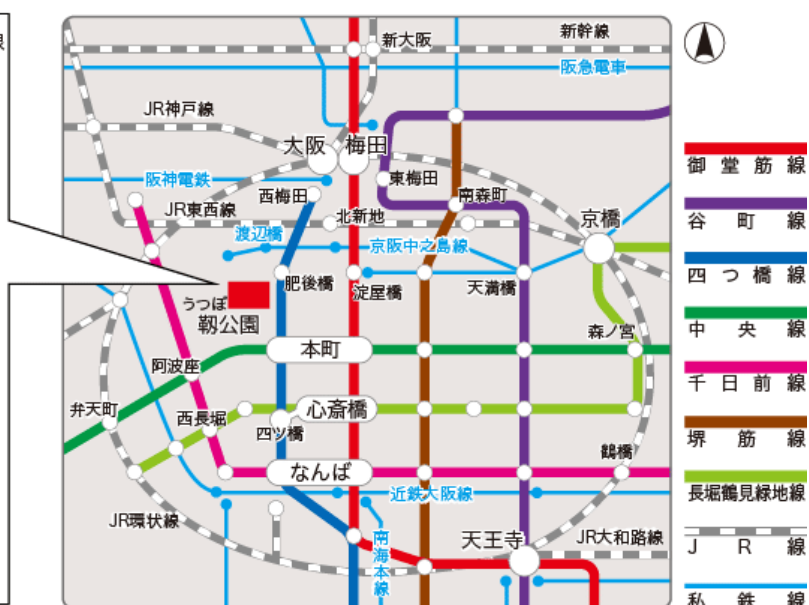 線
新大阪
新幹線
阪急電車
JR神戸線
大阪
梅田
阪神電鉄
東梅田
西梅田
南森町
JR東西線
北新地
京橋
渡辺橋
京阪中之島線
肥後橋
淀屋橋
天満橋
うつぼ
靱公園
森ノ宮
本町
阿波座
弁天町
心斎橋
西長堀
四ツ橋
鶴橋
なんば
近鉄大阪線
JR環状線
南海本線
天王寺
JR大和路線
御堂筋線
谷町線
四つ橋線
中央線
千日前線
堺筋線
長堀鶴見緑地線
JR線
私鉄線